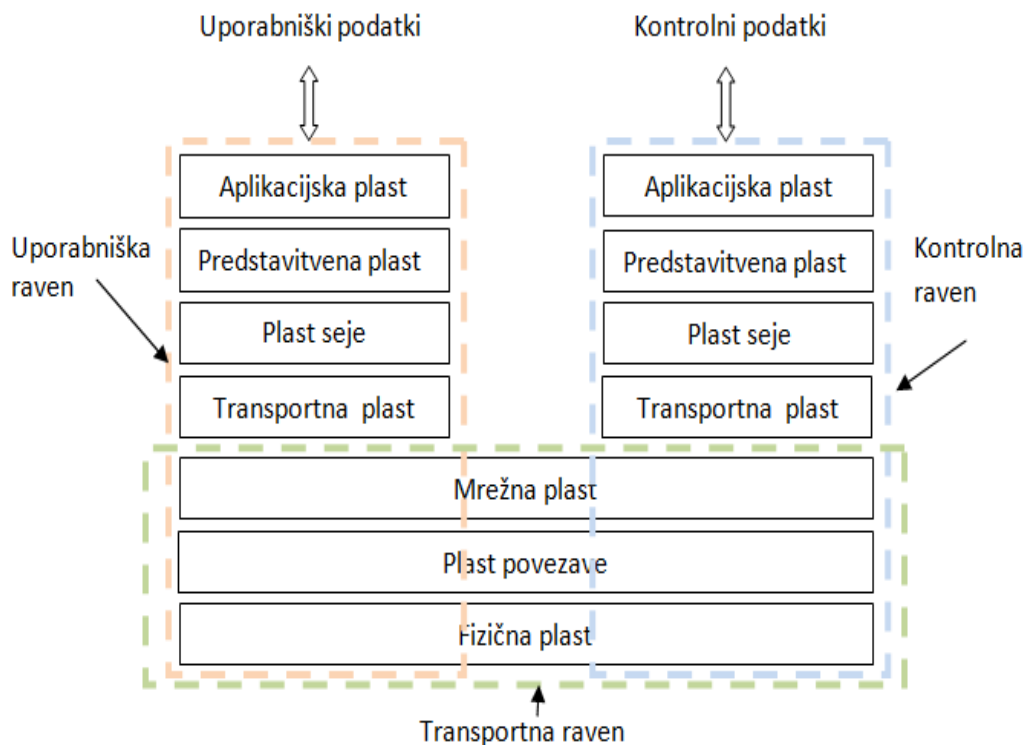 Uporabniški podatki
Kontrolni podatki
Aplikacijska plast
Aplikacijska plast
Uporabniška
raven
Predstavitvena plast
Predstavitvena plast
Kontrolna
raven
Plast seje
Plast seje
Transportna plast
Transportna plast
Mrežna plast
Plast povezave
Fizična plast
Transportna raven